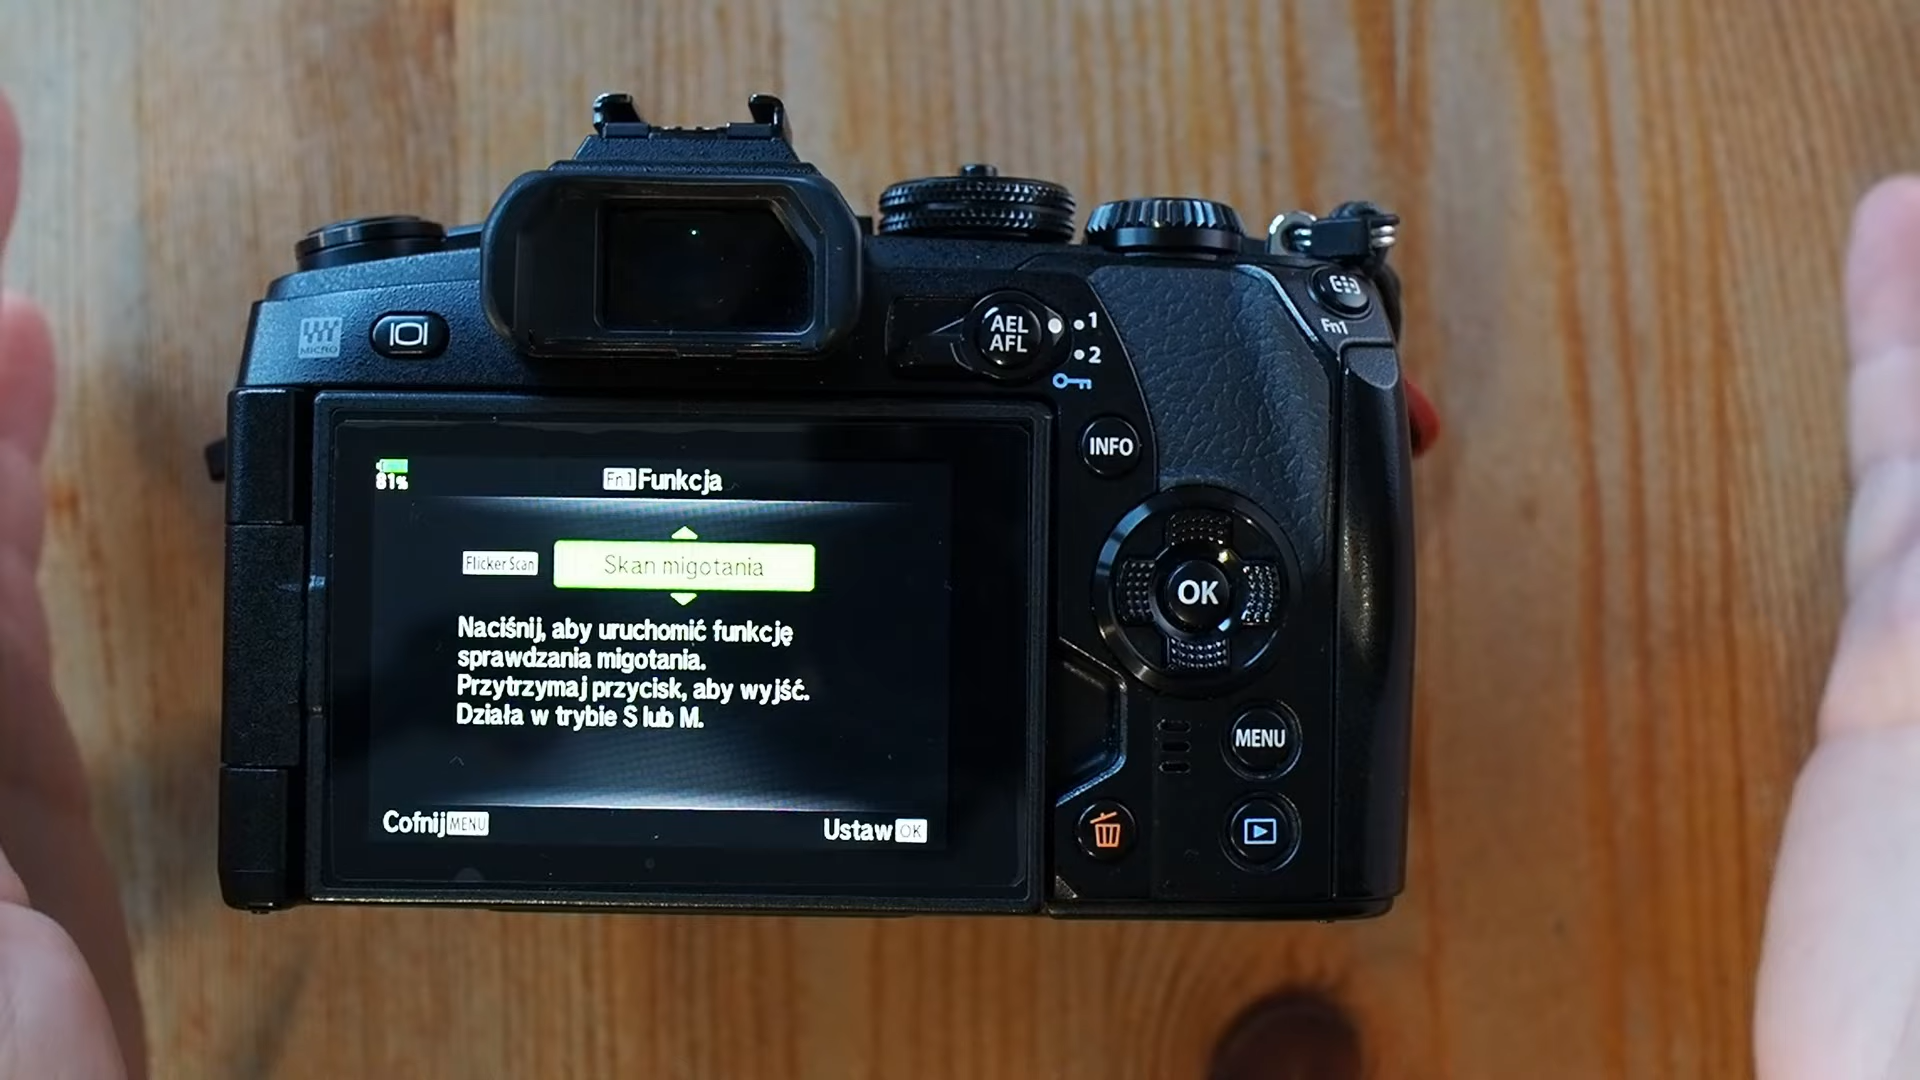 MICRO
AEL
AFL
1
2
Fn1
INFO
81%
Fn1 Funkcja
Flicker Scan
Skan migotania
Naciśnij, aby uruchomić funkcję
sprawdzania migotania.
Przytrzymaj przycisk, aby wyjść.
Działa w trybie S lub M.
Cofnij MENU
Ustaw OK
OK
MENU